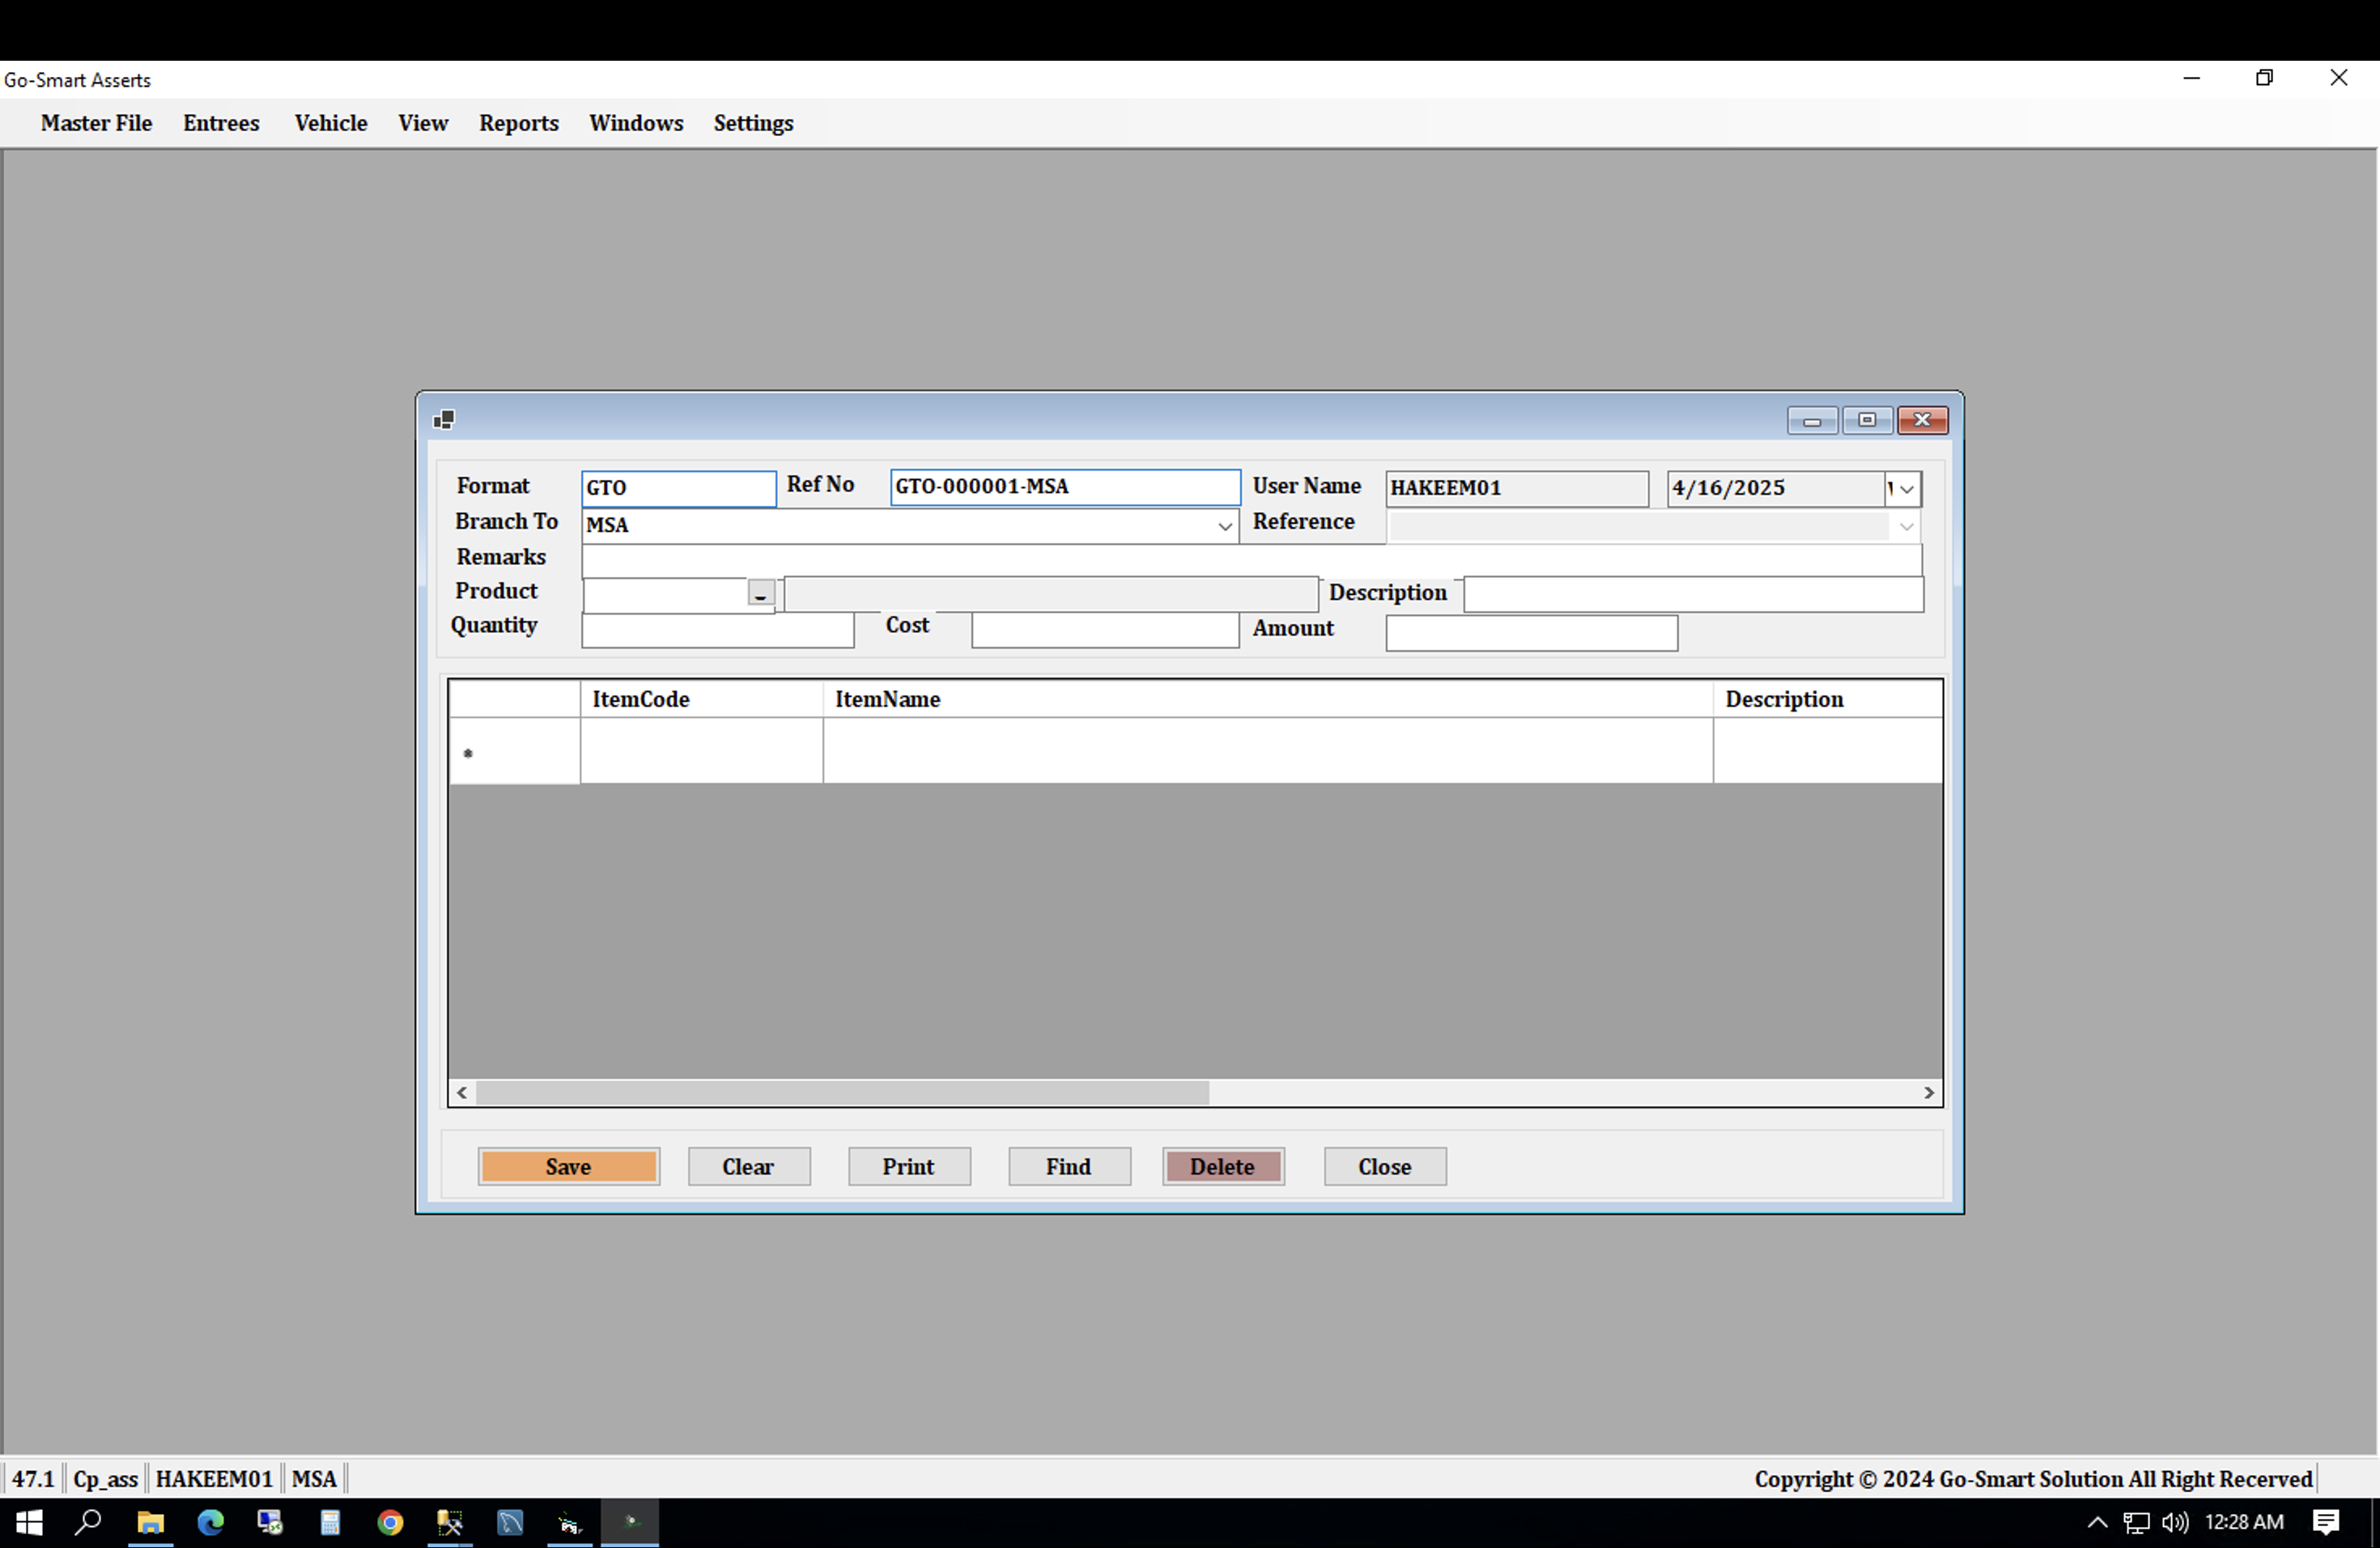 Go-Smart Asserts
Master File Entrees Vehicle View Reports Windows Settings
Format GTO Ref No GTO-000001-MSA User Name HAKEEM01 4/16/2025
Branch To MSA Reference
Remarks
Product Description
Quantity Cost Amount
ItemCode ItemName Description
*
Save Clear Print Find Delete Close
47.1 Cp_ass HAKEEM01 MSA Copyright © 2024 Go-Smart Solution All Right Recerved
12:28 AM